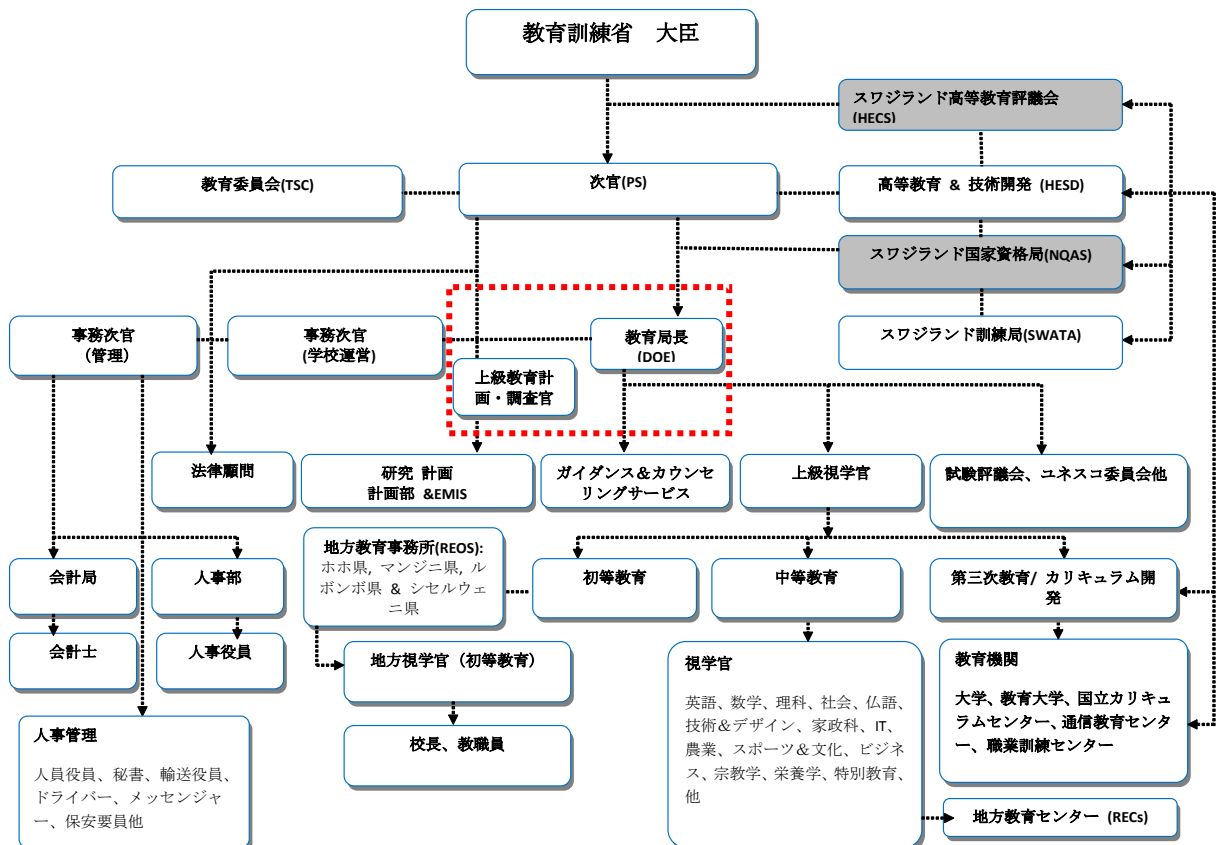 教育訓練省　大臣
スワジランド高等教育評議会
(HECS)
教育委員会(TSC)
次官(PS)
高等教育 & 技術開発 (HESD)
スワジランド国家資格局(NQAS)
事務次官
（管理）
事務次官
(学校運営)
教育局長
(DOE)
スワジランド訓練局(SWATA)
上級教育計
画・調査官
法律顧問
研究 計画
計画部 &EMIS
ガイダンス＆カウンセ
リングサービス
上級視学官
試験評議会、ユネスコ委員会他
地方教育事務所(REOS):
ホホ県, マンジニ県, ル
ボンボ県 & シセルウェ
ニ県
会計局
人事部
初等教育
中等教育
第三次教育/ カリキュラム開
発
会計士
人事役員
地方視学官（初等教育）
視学官
英語、数学、理科、社会、仏語、
技術＆デザイン、家政科、IT、
農業、スポーツ＆文化、ビジネ
ス、宗教学、栄養学、特別教育、
他
教育機関
大学、教育大学、国立カリキュ
ラムセンター、通信教育センタ
ー、職業訓練センター
人事管理
人員役員、秘書、輸送役員、
ドライバー、メッセンジャ
ー、保安要員他
校長、教職員
地方教育センター (RECs)